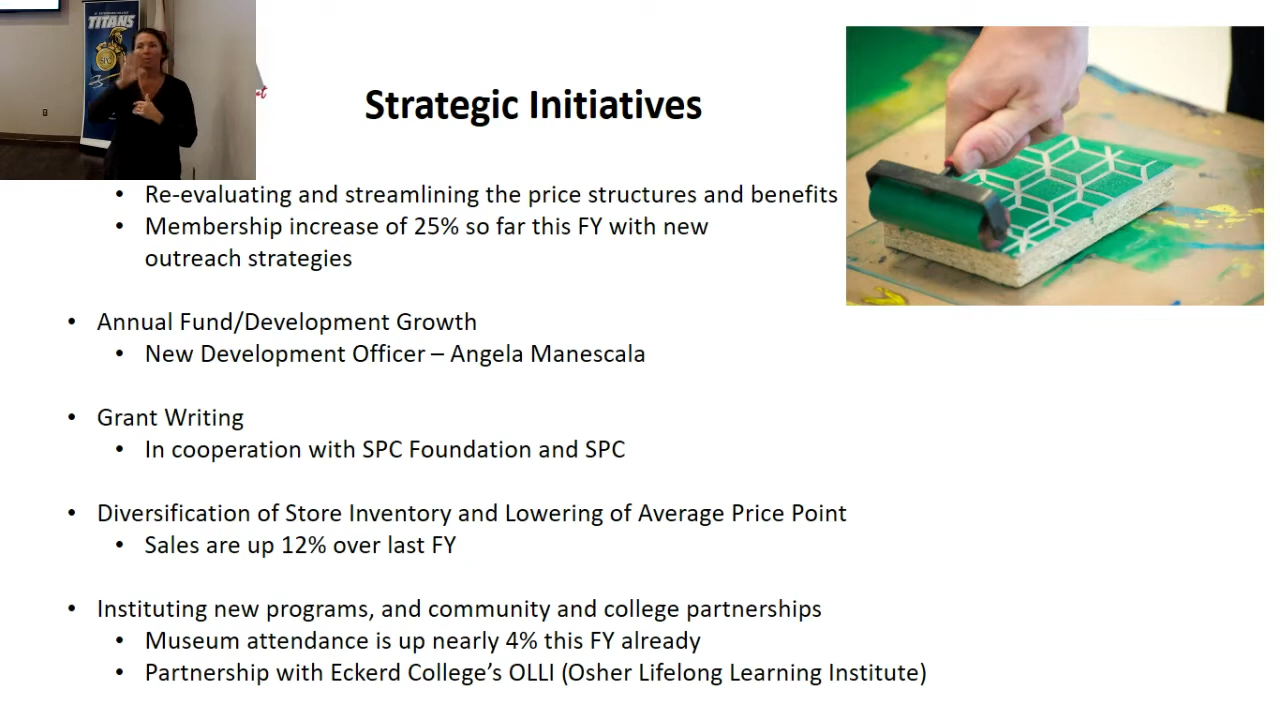 TITANS
SPC
Strategic Initiatives
• Re-evaluating and streamlining the price structures and benefits
• Membership increase of 25% so far this FY with new
outreach strategies
• Annual Fund/Development Growth
• New Development Officer – Angela Manescala
• Grant Writing
• In cooperation with SPC Foundation and SPC
• Diversification of Store Inventory and Lowering of Average Price Point
• Sales are up 12% over last FY
• Instituting new programs, and community and college partnerships
• Museum attendance is up nearly 4% this FY already
• Partnership with Eckerd College’s OLLI (Osher Lifelong Learning Institute)